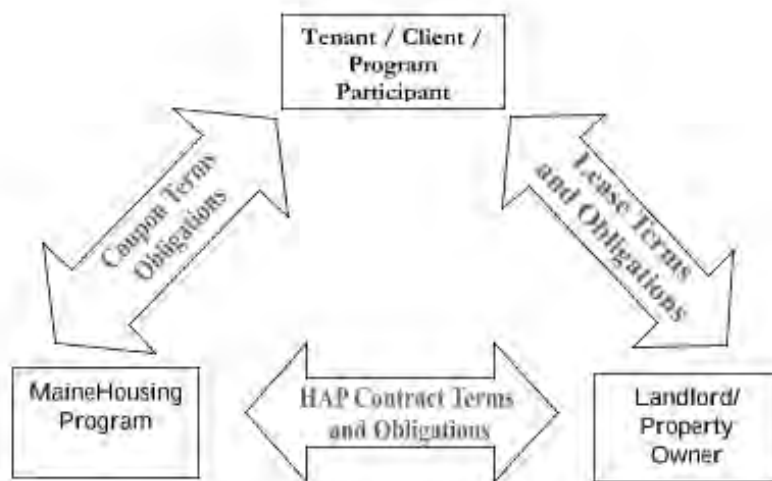 Tenant / Client /
Program
Participant
Coupon Terms
Obligations
Lease Terms
and Obligations
MaineHousing
Program
HAP Contract Terms
and Obligations
Landlord/
Property
Owner